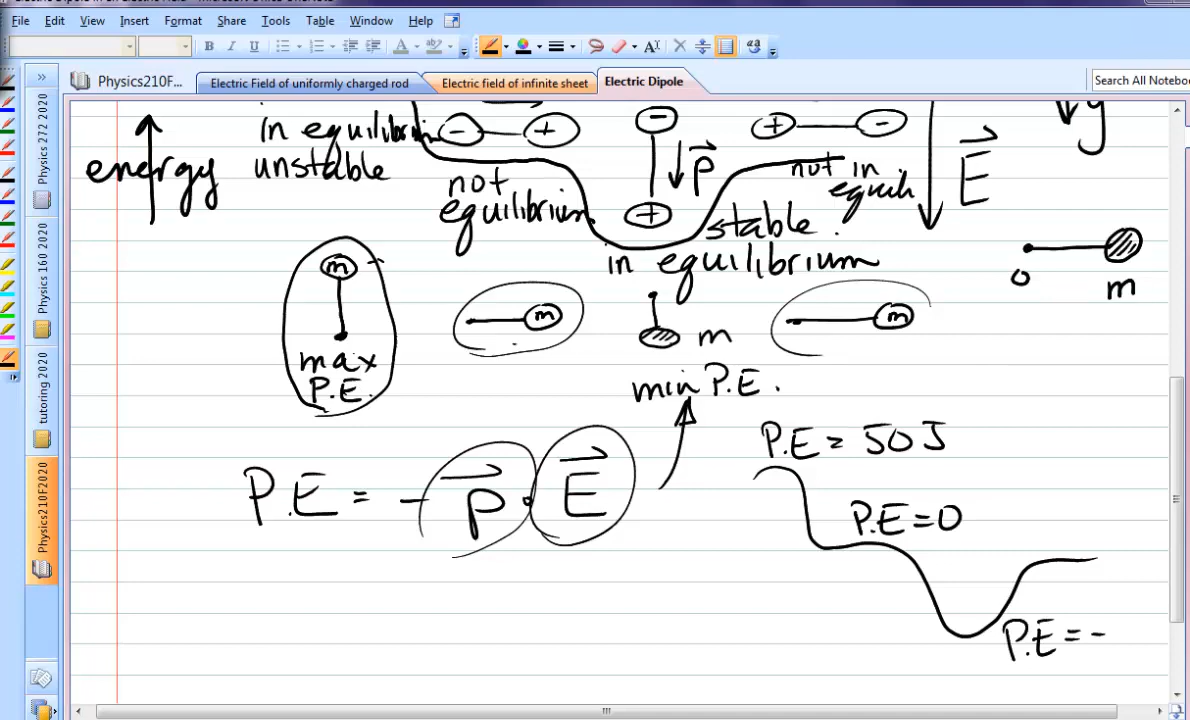 File Edit View Insert Format Share Tools Table Window Help
Physics210F... Electric Field of uniformly charged rod Electric field of infinite sheet Electric Dipole Search All Notebo
Physics 272 2020
Physics 160 2020
tutoring 2020
Physics210F2020
energy
in equilibrium
unstable
- +
not
equilibrium
-
p
+
+ -
not in
equili
stable.
in equilibrium
E
y
o m
m
max
P.E.
m
m
min P.E.
m
P.E = - p · E
P.E = 50 J
P.E = 0
P.E = -